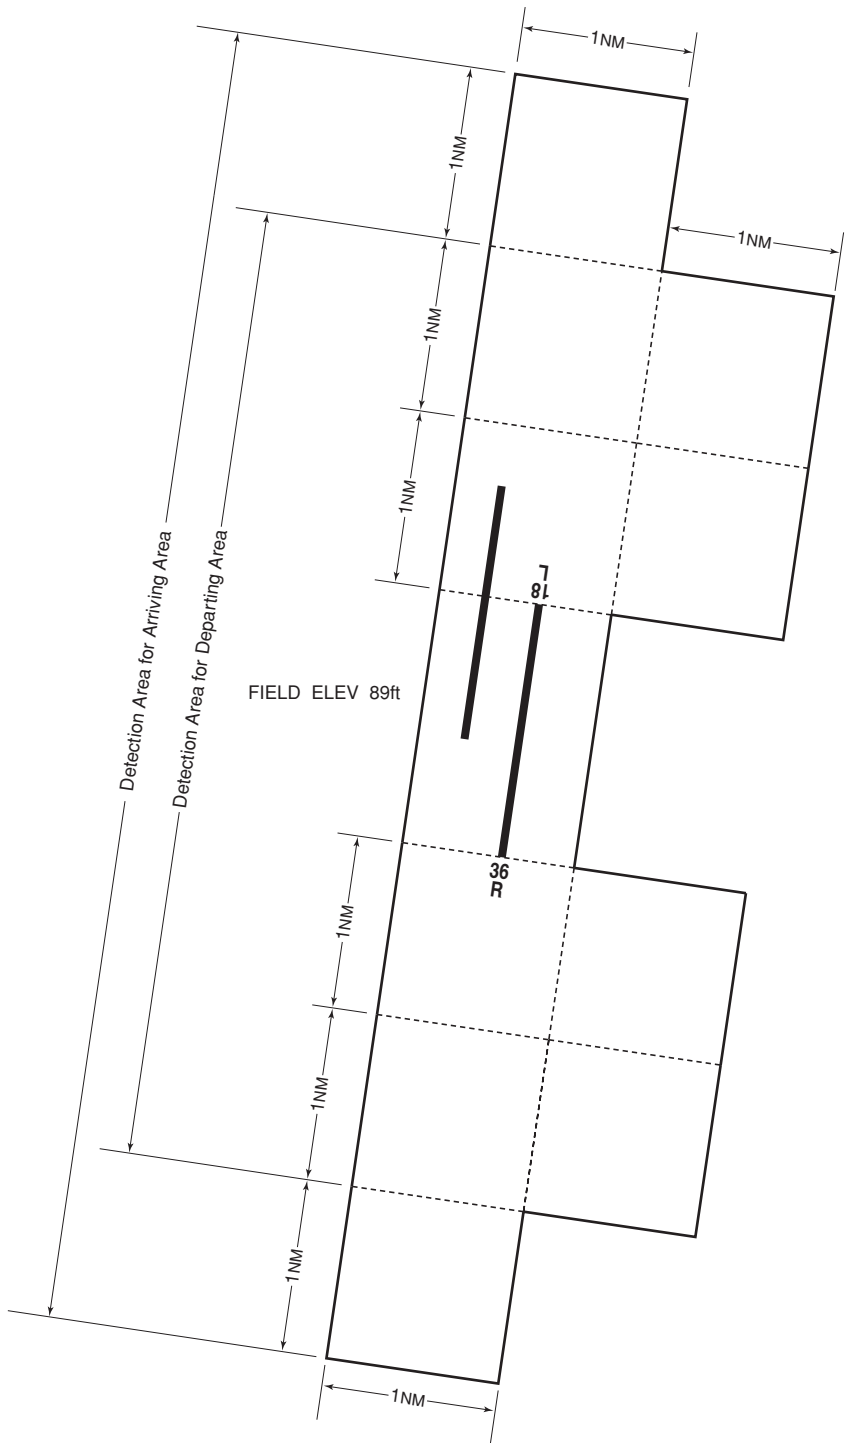 1NM
1NM
1NM
1NM
1NM
18
L
Detection Area for Arriving Area
Detection Area for Departing Area
FIELD ELEV 89ft
36
R
1NM
1NM
1NM
1NM